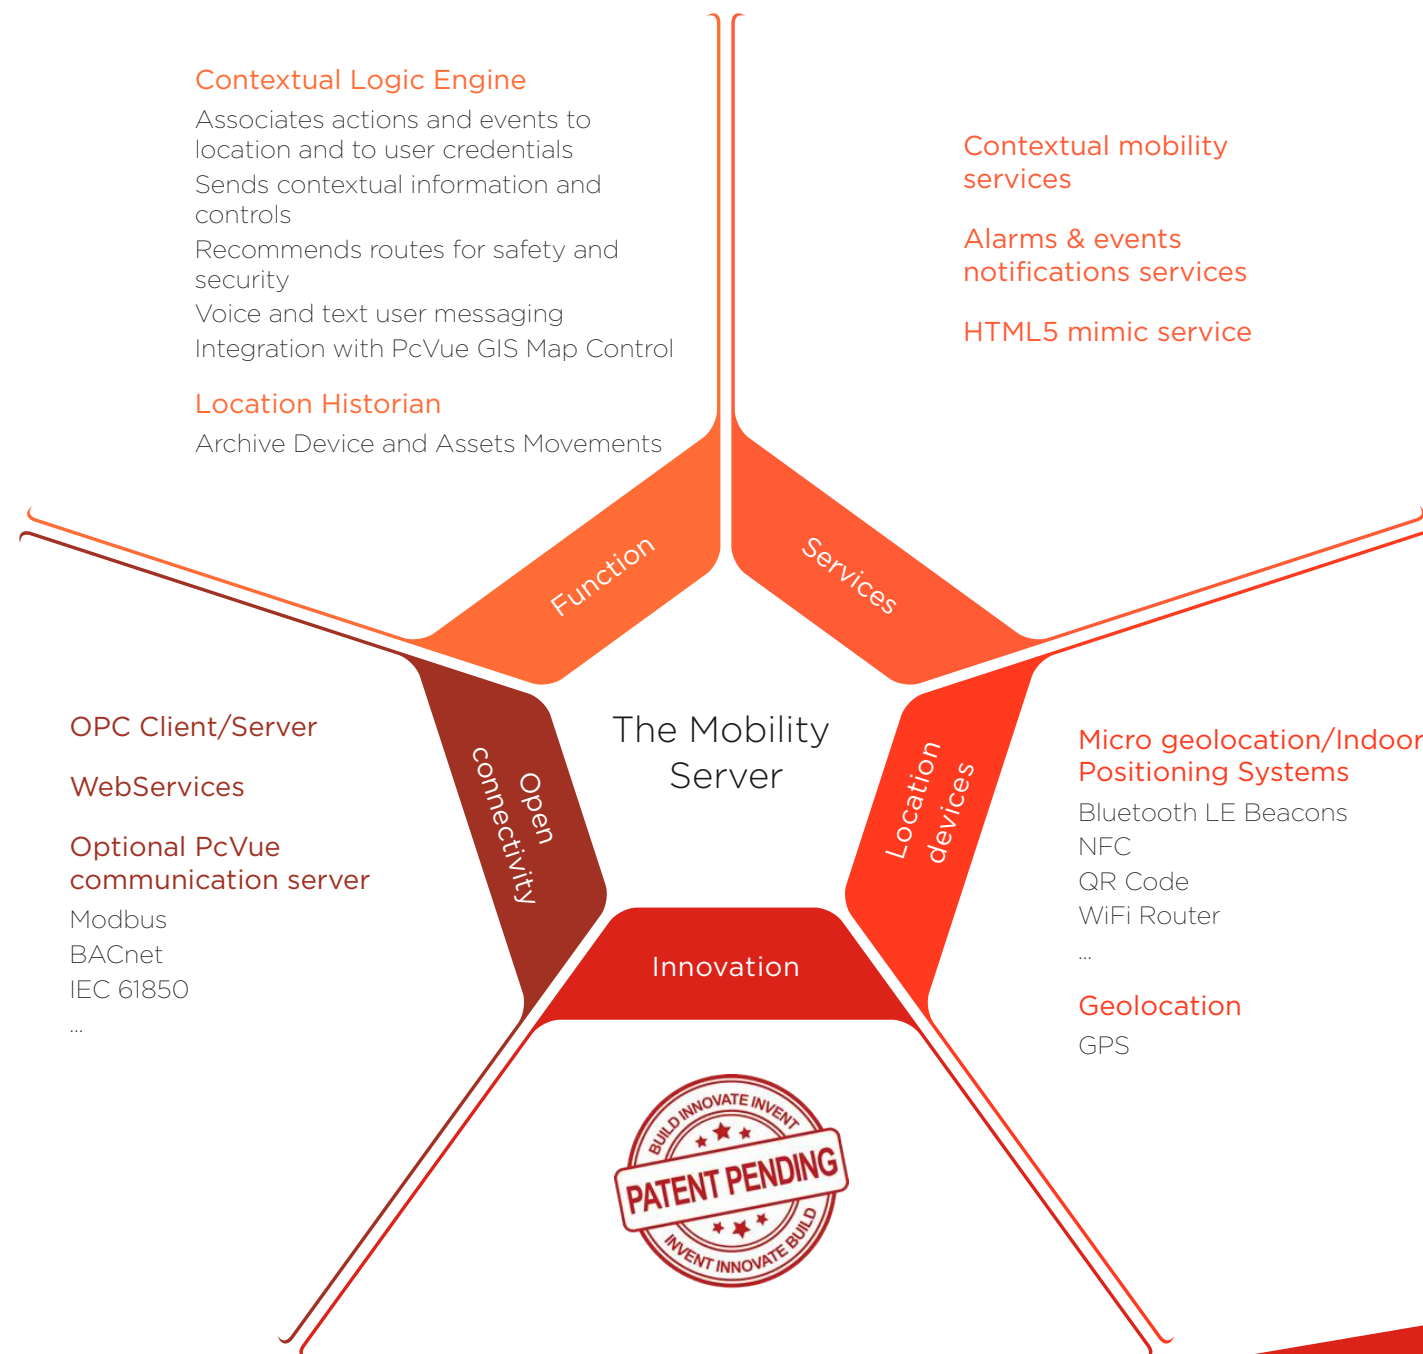 Contextual Logic Engine
Associates actions and events to
location and to user credentials
Sends contextual information and
controls
Recommends routes for safety and
security
Voice and text user messaging
Integration with PcVue GIS Map Control
Location Historian
Archive Device and Assets Movements
Contextual mobility
services
Alarms & events
notifications services
HTML5 mimic service
Function
Services
The Mobility
Server
Open
connectivity
Location
devices
Innovation
OPC Client/Server
WebServices
Optional PcVue
communication server
Modbus
BACnet
IEC 61850
...
Micro geolocation/Indoor
Positioning Systems
Bluetooth LE Beacons
NFC
QR Code
WiFi Router
...
Geolocation
GPS
BUILD INNOVATE INVENT
PATENT PENDING
INVENT INNOVATE BUILD